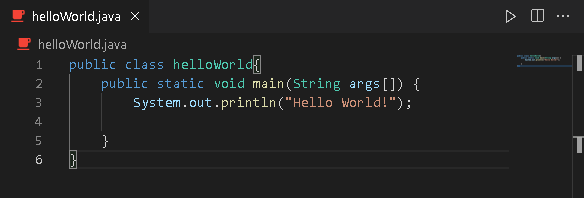 helloWorld.java
helloWorld.java
1 public class helloWorld{
2     public static void main(String args[]) {
3         System.out.println("Hello World!");
4
5     }
6 }